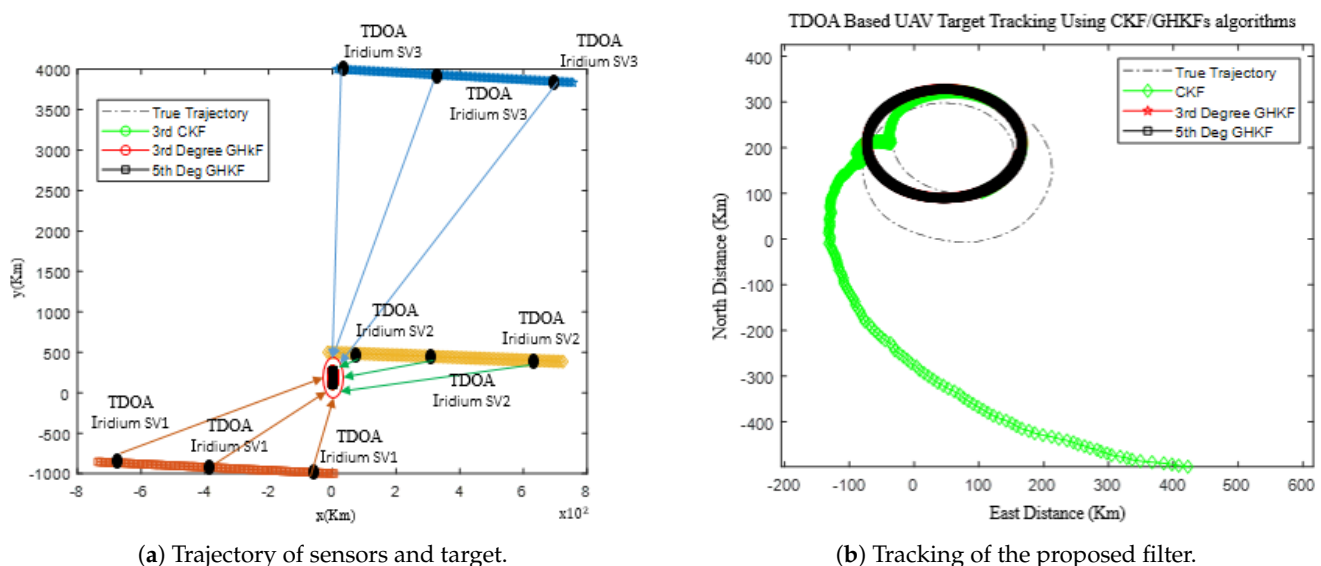 TDOA
Iridium SV3
TDOA
Iridium SV3
TDOA
Iridium SV3
4000
3500
3000
2500
2000
1500
1000
500
0
-500
-1000
y(Km)
True Trajectory
3rd CKF
3rd Degree GHkF
5th Deg GHKF
TDOA
Iridium SV2
TDOA
Iridium SV2
TDOA
Iridium SV2
TDOA
Iridium SV1
TDOA
Iridium SV1
TDOA
Iridium SV1
-8 -6 -4 -2 0 2 4 6 8
x(Km)
x10²
(a) Trajectory of sensors and target.
TDOA Based UAV Target Tracking Using CKF/GHKFs algorithms
400
300
200
100
0
-100
-200
-300
-400
North Distance (Km)
True Trajectory
CKF
3rd Degree GHKF
5th Deg GHKF
-200 -100 0 100 200 300 400 500 600
East Distance (Km)
(b) Tracking of the proposed filter.